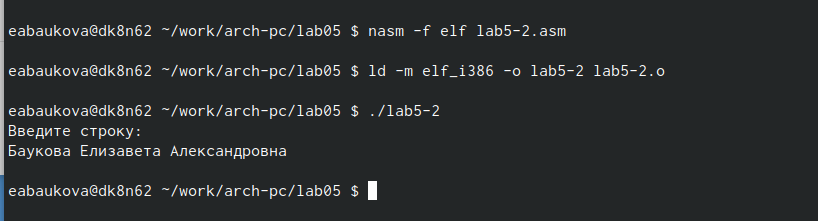 eabaukova@dk8n62 ~/work/arch-pc/lab05 $ nasm -f elf lab5-2.asm
eabaukova@dk8n62 ~/work/arch-pc/lab05 $ ld -m elf_i386 -o lab5-2 lab5-2.o
eabaukova@dk8n62 ~/work/arch-pc/lab05 $ ./lab5-2
Введите строку:
Баукова Елизавета Александровна
eabaukova@dk8n62 ~/work/arch-pc/lab05 $